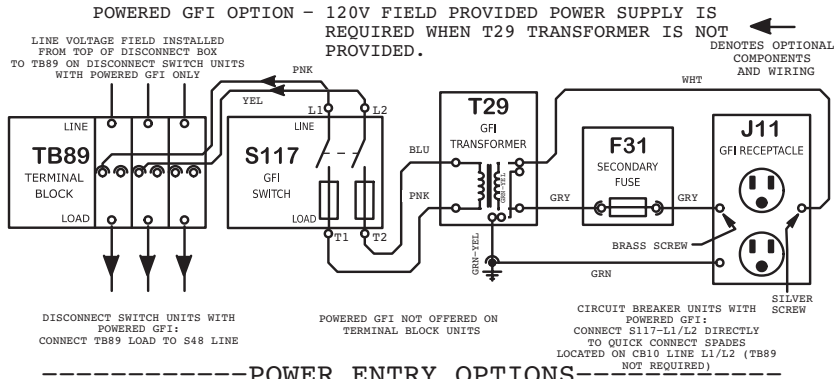 POWERED GFI OPTION – 120V FIELD PROVIDED POWER SUPPLY IS
REQUIRED WHEN T29 TRANSFORMER IS NOT
PROVIDED.
DENOTES OPTIONAL
COMPONENTS
AND WIRING
LINE VOLTAGE FIELD INSTALLED
FROM TOP OF DISCONNECT BOX
TO TB89 ON DISCONNECT SWITCH UNITS
WITH POWERED GFI ONLY
PNK
YEL
L1
L2
WHT
LINE
TB89
TERMINAL
BLOCK
LOAD
LINE
S117
GFI
SWITCH
LOAD
T1
T2
BLU
PNK
T29
GFI
TRANSFORMER
GRN-YEL
GRN-YEL
GRY
F31
SECONDARY
FUSE
GRY
J11
GFI RECEPTACLE
BRASS SCREW
GRN
SILVER
SCREW
DISCONNECT SWITCH UNITS WITH
POWERED GFI:
CONNECT TB89 LOAD TO S48 LINE
POWERED GFI NOT OFFERED ON
TERMINAL BLOCK UNITS
CIRCUIT BREAKER UNITS WITH
POWERED GFI:
CONNECT S117-L1/L2 DIRECTLY
TO QUICK CONNECT SPADES
LOCATED ON CB10 LINE L1/L2 (TB89
NOT REQUIRED)
------------POWER ENTRY OPTIONS------------